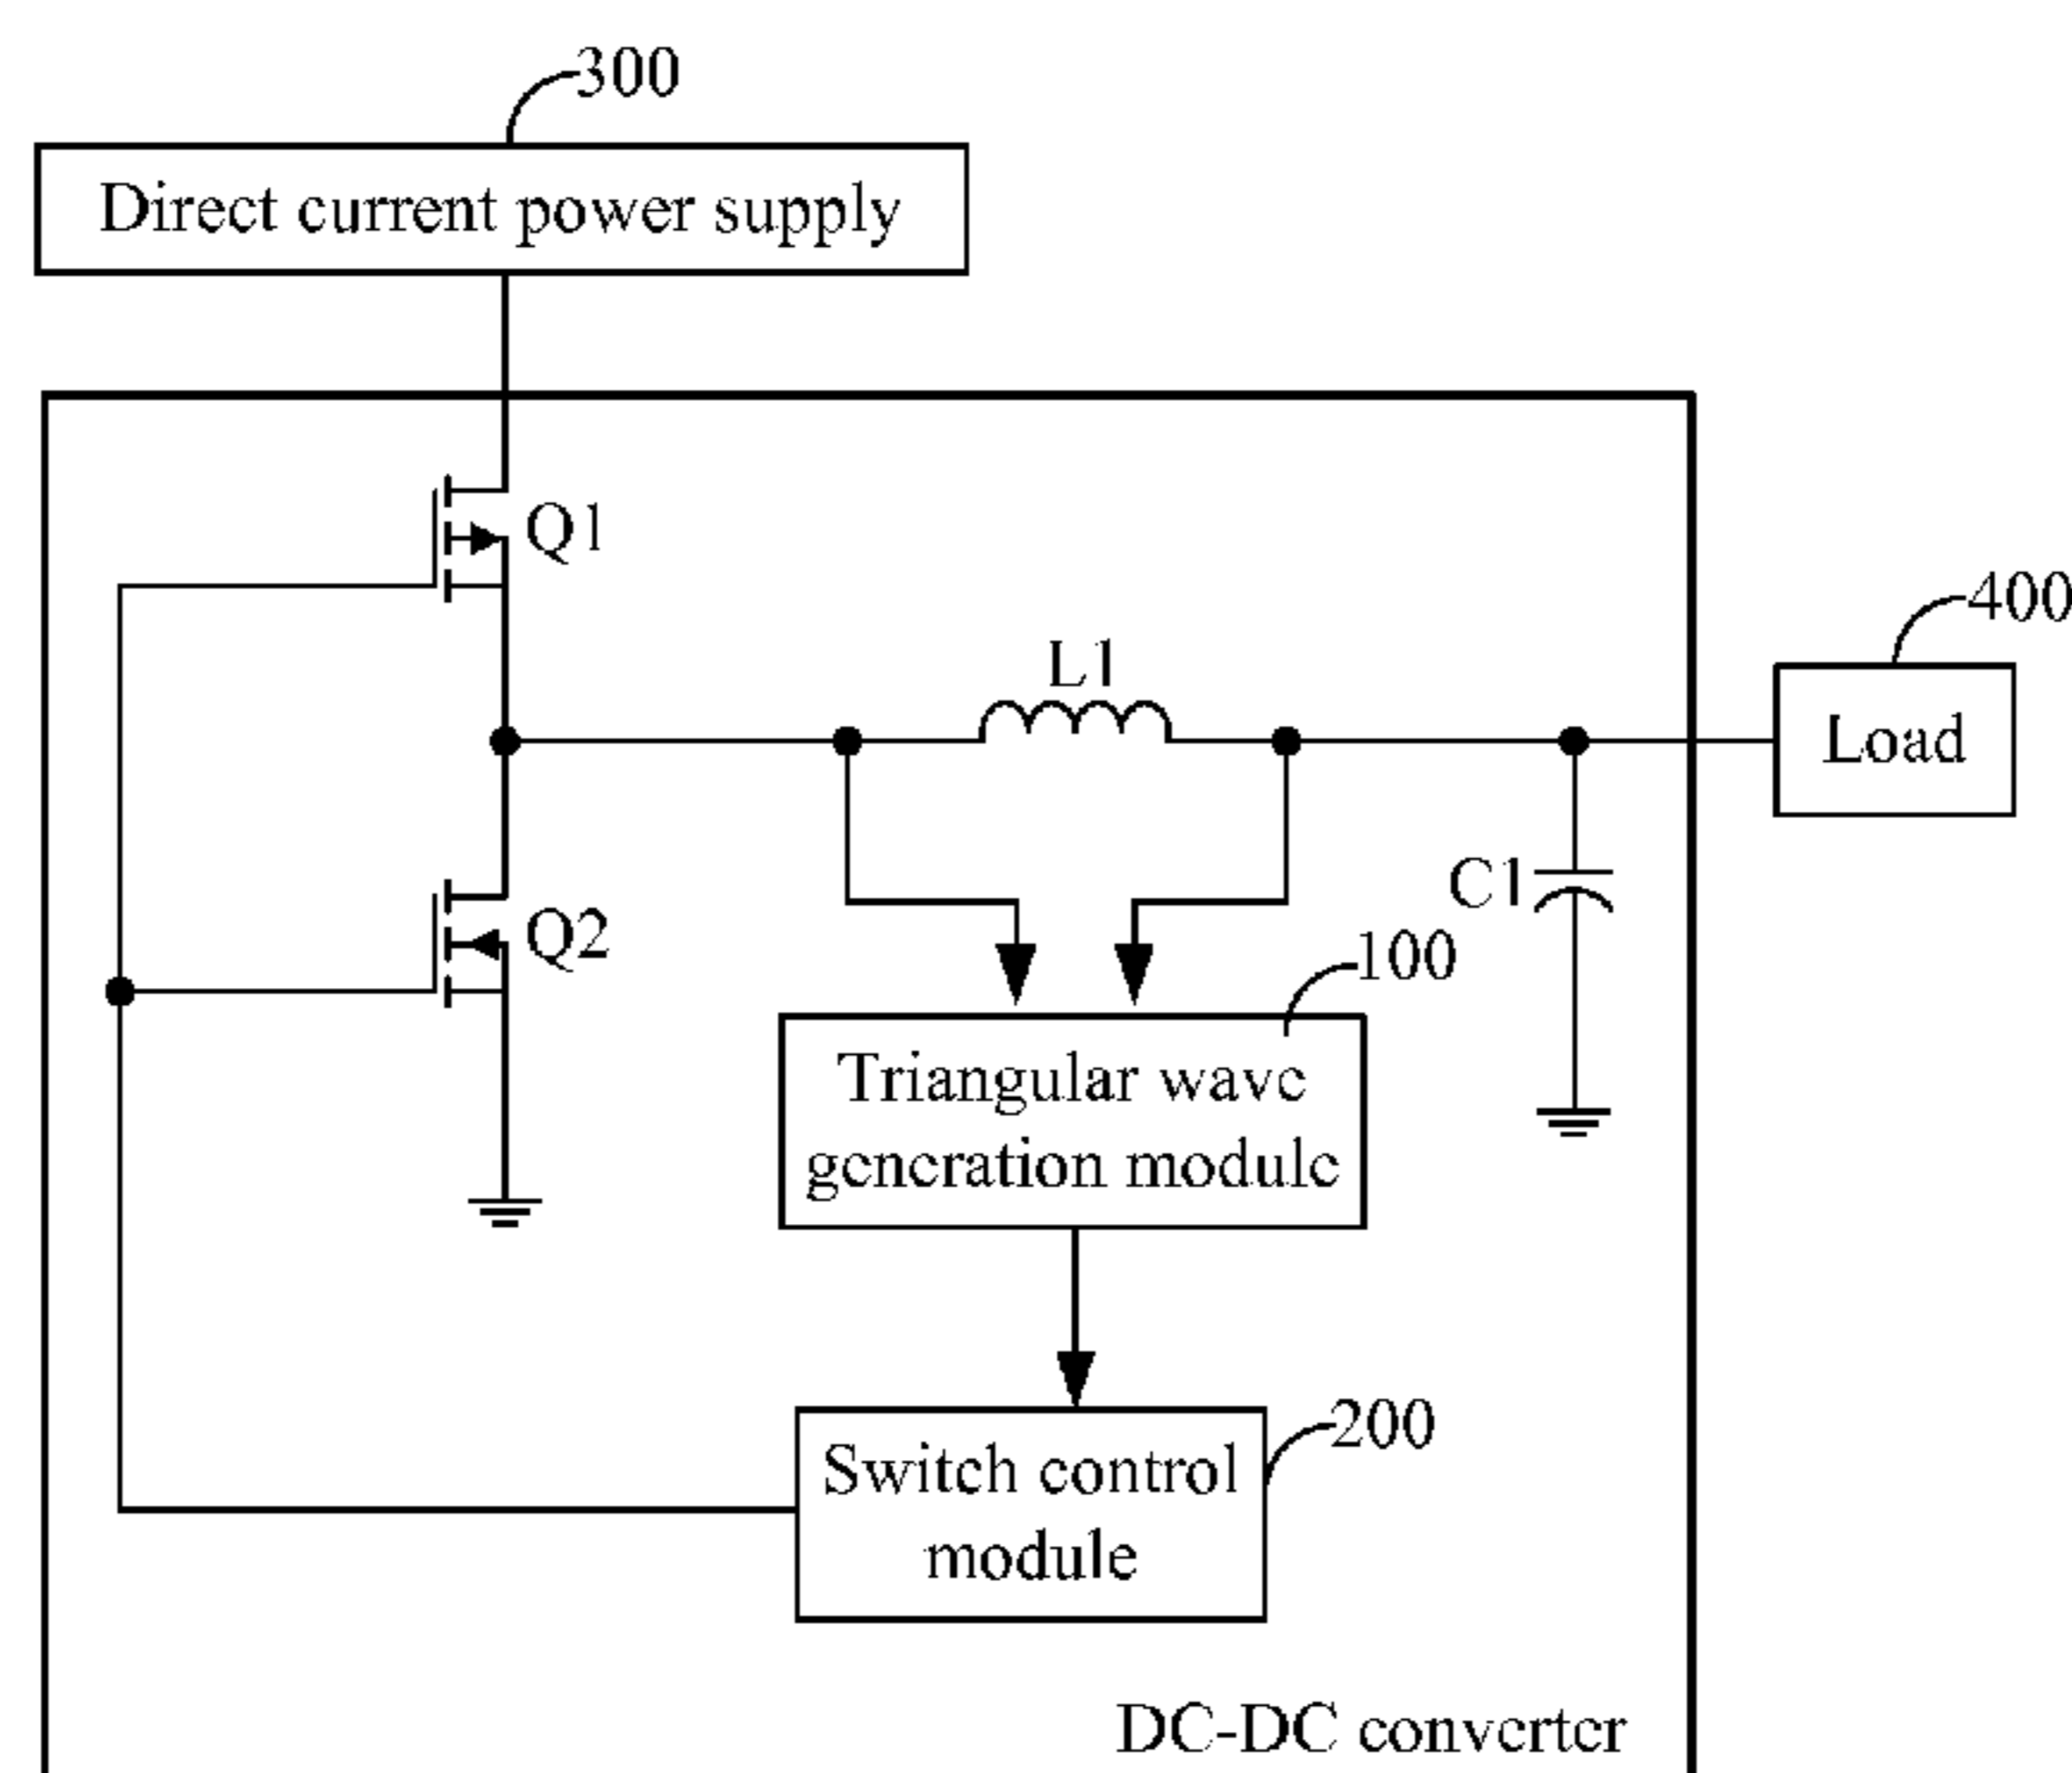 300
Direct current power supply
Q1
400
L1
Load
C1
Q2
100
Triangular wave
generation module
200
Switch control
module
DC-DC converter